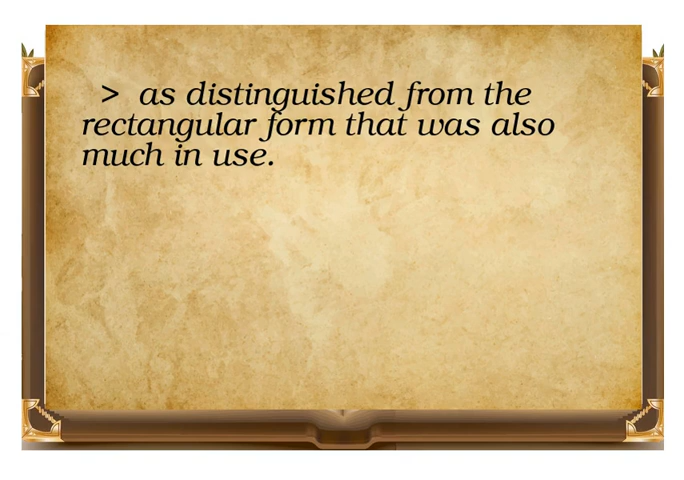 > as distinguished from the
rectangular form that was also
much in use.